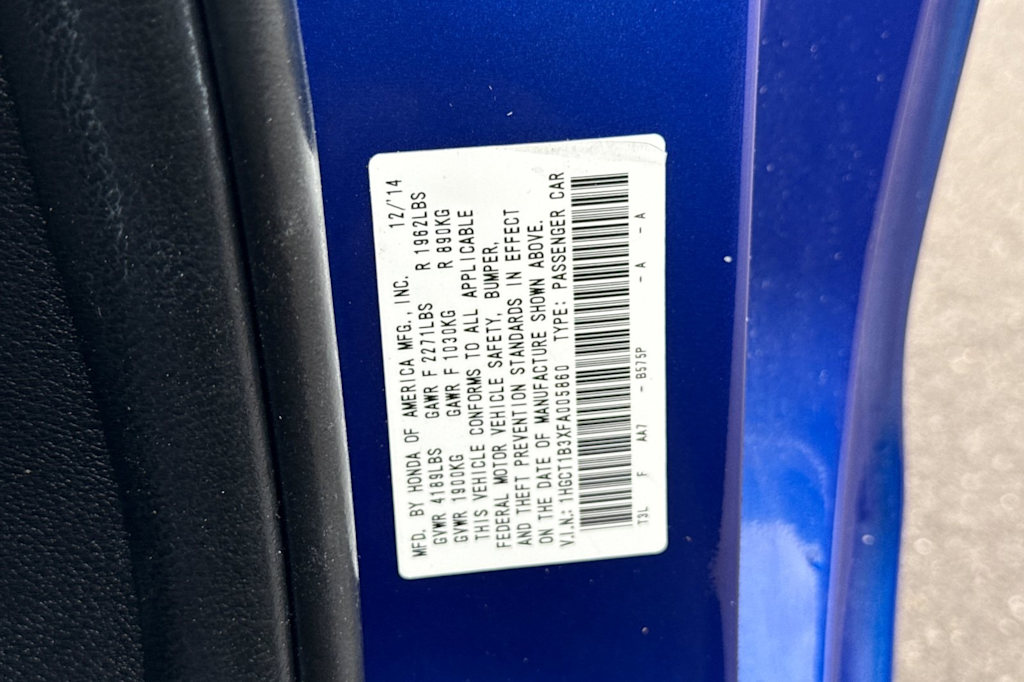 MFD. BY HONDA OF AMERICA MFG., INC. 12/'14
GVWR 4189LBS GAWR F 2271LBS R 1962LBS
GVWR 1900KG GAWR F 1030KG R 890KG
THIS VEHICLE CONFORMS TO ALL APPLICABLE
FEDERAL MOTOR VEHICLE SAFETY, BUMPER,
AND THEFT PREVENTION STANDARDS IN EFFECT
ON THE DATE OF MANUFACTURE SHOWN ABOVE.
V.I.N.: 1HGCT1B3XFA005860 TYPE: PASSENGER CAR
T3L F AA7 - B575P - A - A